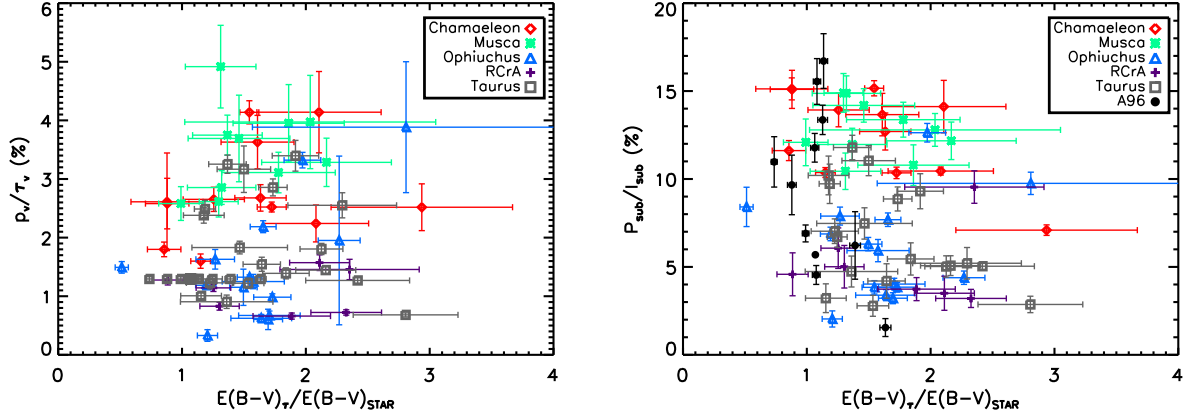 6
5
4
3
2
1
0
p_v/τ_v (%)
Chamaeleon
Musca
Ophiuchus
RCrA
Taurus
0 1 2 3 4
E(B-V)_τ/E(B-V)_STAR
20
15
10
5
0
P_sub/I_sub (%)
Chamaeleon
Musca
Ophiuchus
RCrA
Taurus
A96
0 1 2 3 4
E(B-V)_τ/E(B-V)_STAR